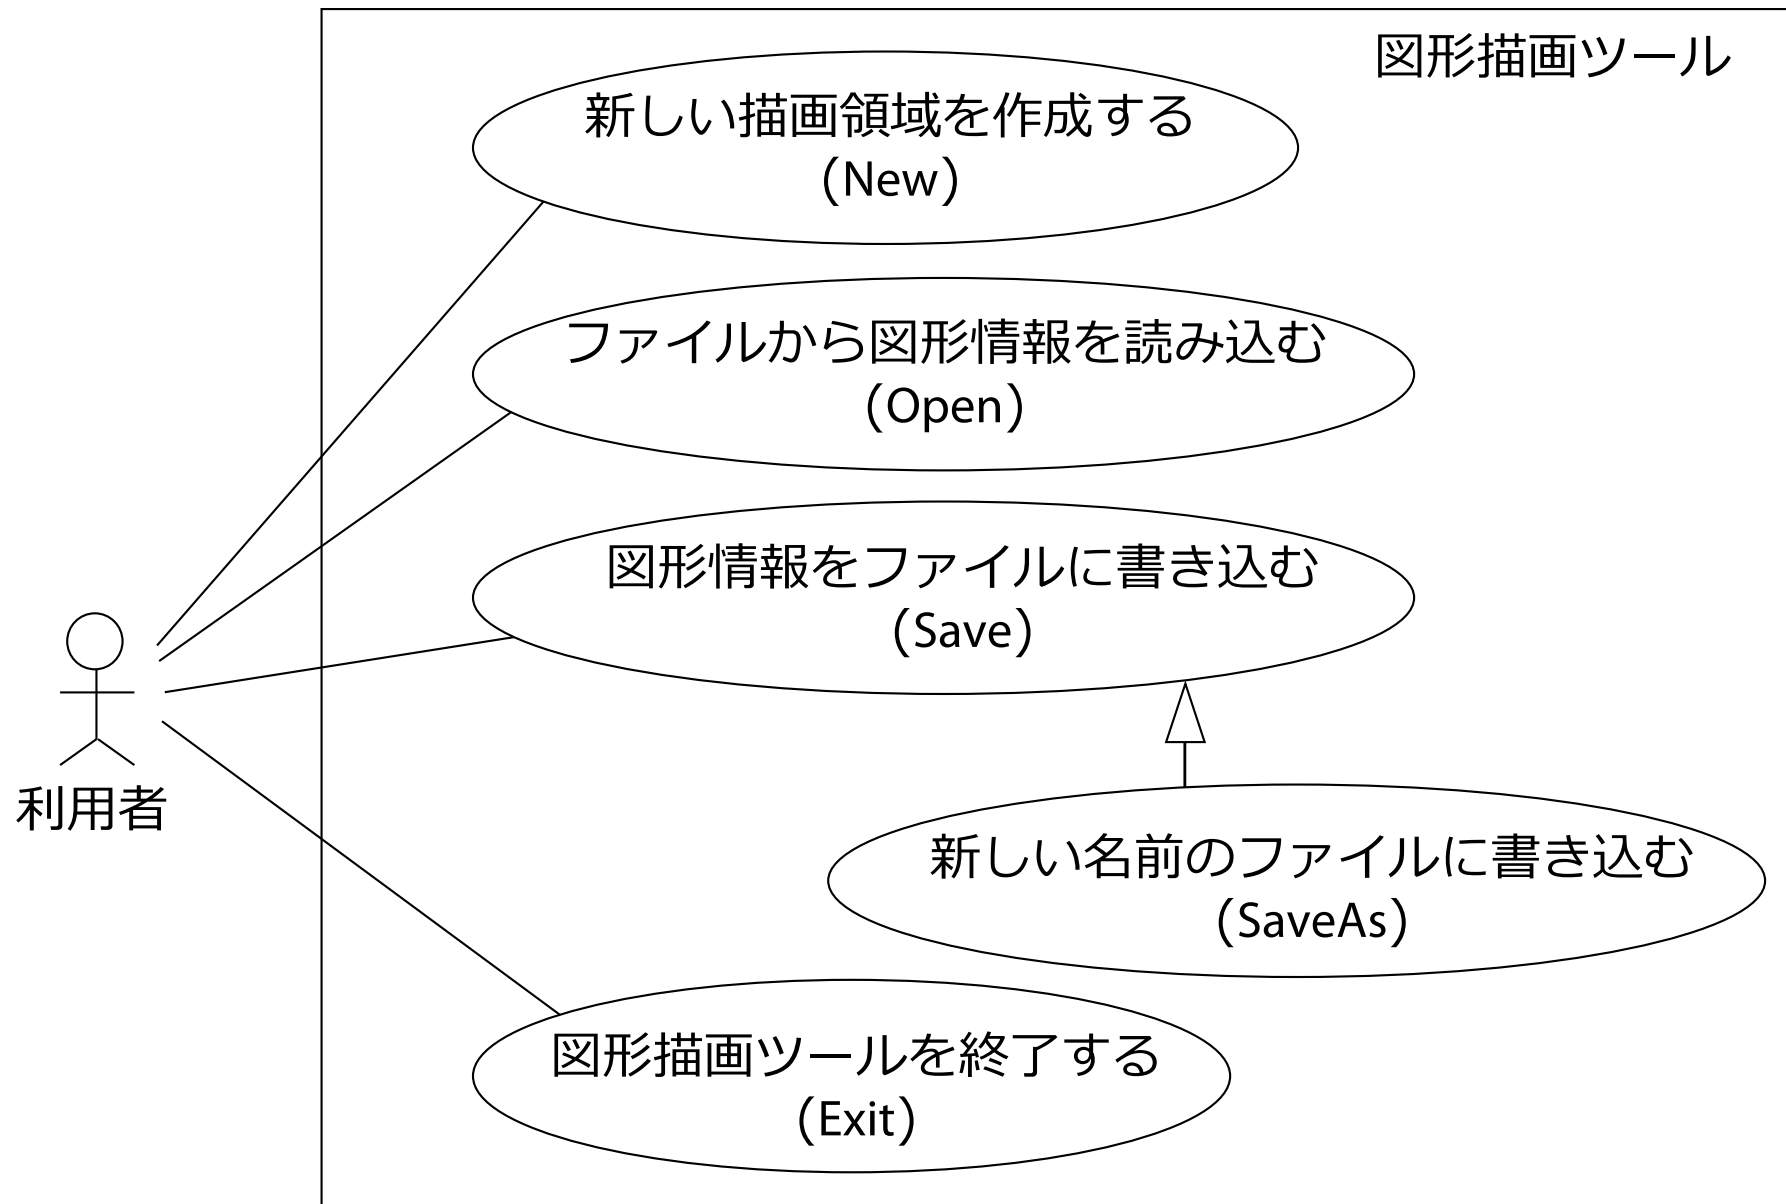 図形描画ツール
新しい描画領域を作成する
(New)
ファイルから図形情報を読み込む
(Open)
図形情報をファイルに書き込む
(Save)
利用者
新しい名前のファイルに書き込む
(SaveAs)
図形描画ツールを終了する
(Exit)